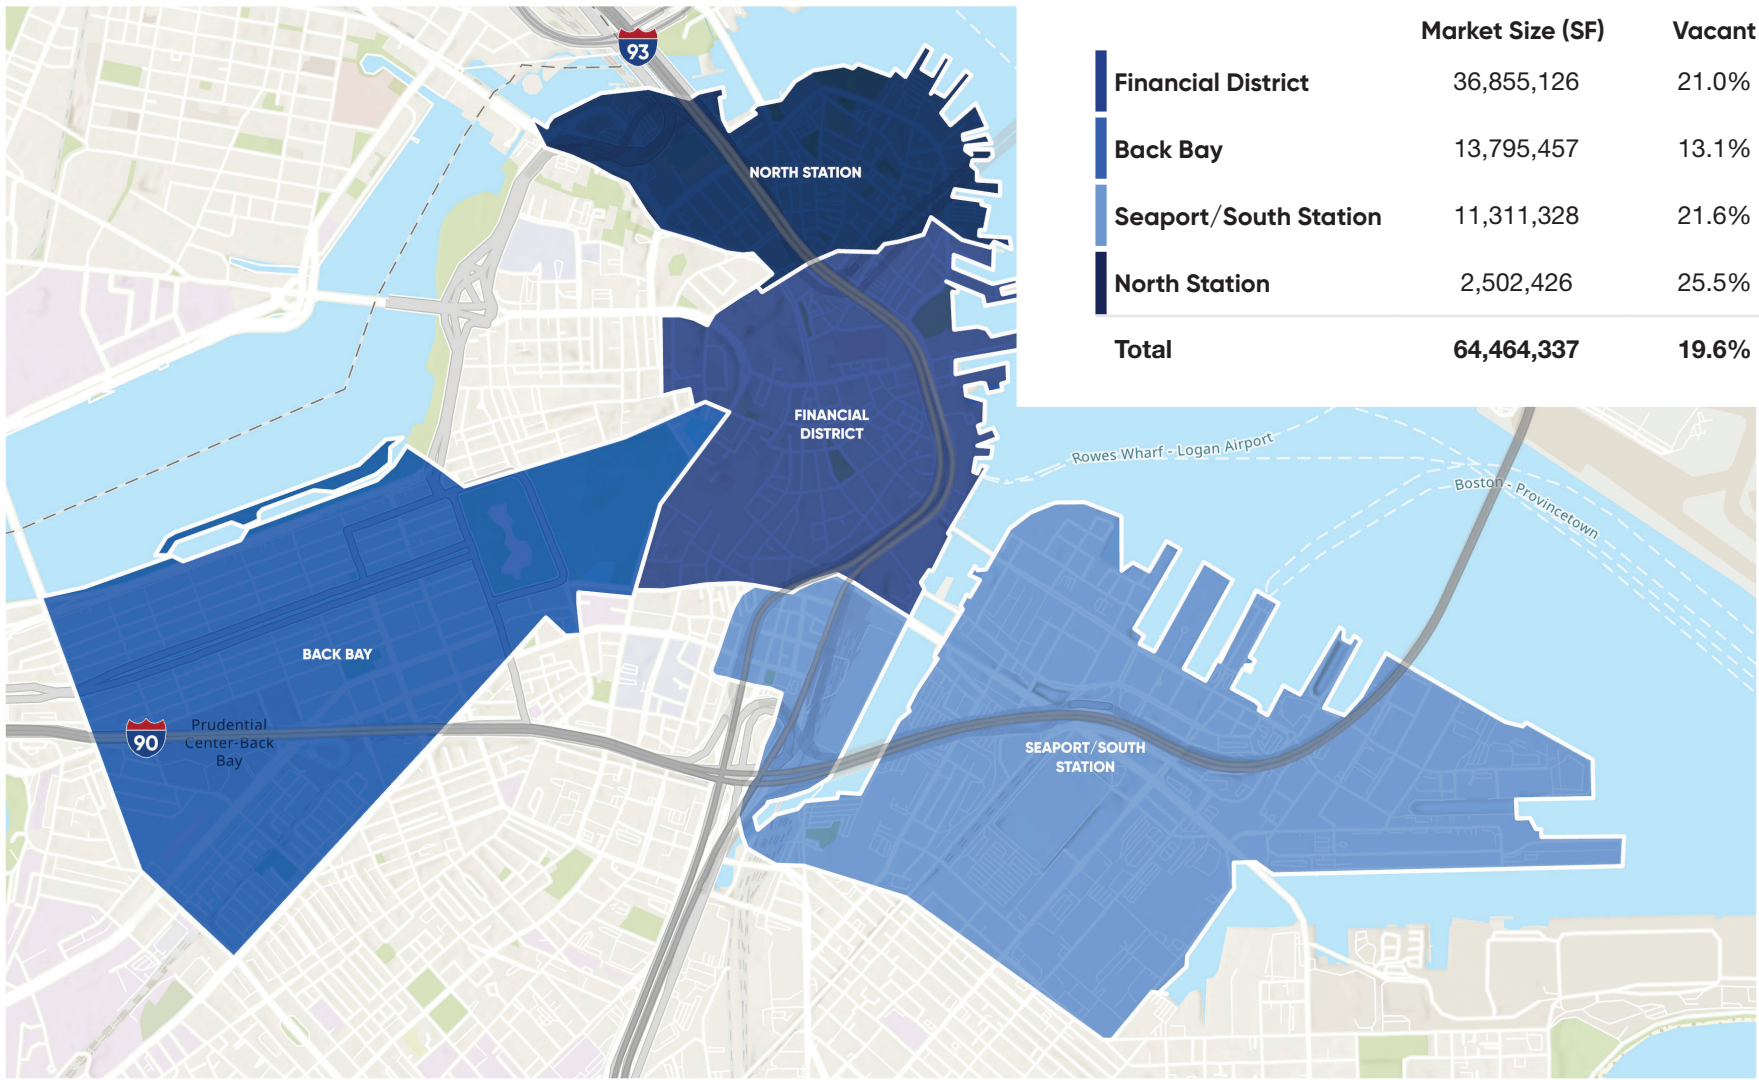 Market Size (SF) Vacant
Financial District 36,855,126 21.0%
Back Bay 13,795,457 13.1%
Seaport/South Station 11,311,328 21.6%
North Station 2,502,426 25.5%
Total 64,464,337 19.6%
93
NORTH STATION
FINANCIAL
DISTRICT
Rowes Wharf - Logan Airport
Boston - Provincetown
BACK BAY
90
Prudential
Center-Back
Bay
SEAPORT/SOUTH
STATION